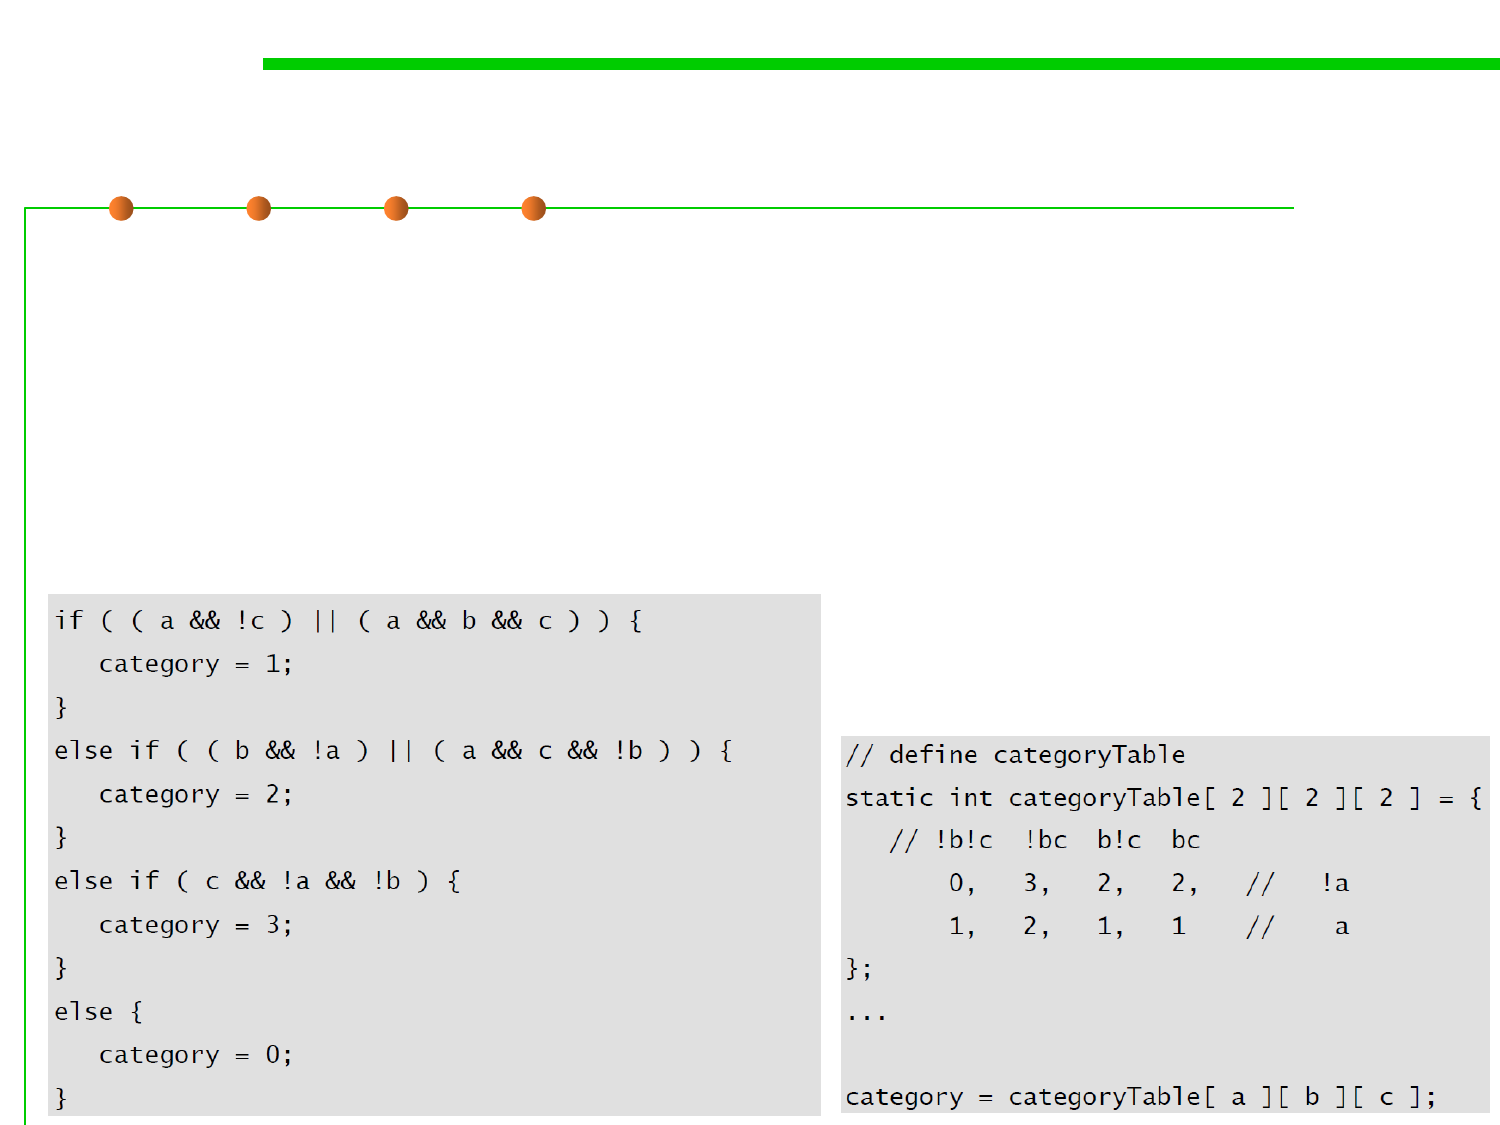 if ( ( a && !c ) || ( a && b && c ) ) {
   category = 1;
}
else if ( ( b && !a ) || ( a && c && !b ) ) {
   category = 2;
}
else if ( c && !a && !b ) {
   category = 3;
}
else {
   category = 0;
}
// define categoryTable
static int categoryTable[ 2 ][ 2 ][ 2 ] = {
   // !b!c  !bc  b!c  bc
       0,   3,   2,   2,   //   !a
       1,   2,   1,   1    //    a
};
...
category = categoryTable[ a ][ b ][ c ];